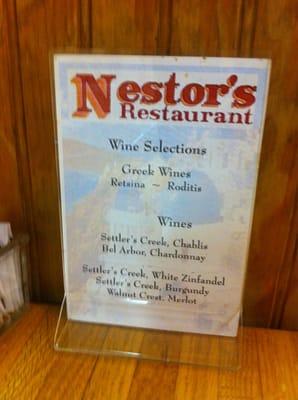 Nestor's
Restaurant
Wine Selections
Greek Wines
Retsina ~ Roditis
Wines
Settler's Creek, Chablis
Bel Arbor, Chardonnay
Settler's Creek, White Zinfandel
Settler's Creek, Burgundy
Walnut Crest, Merlot